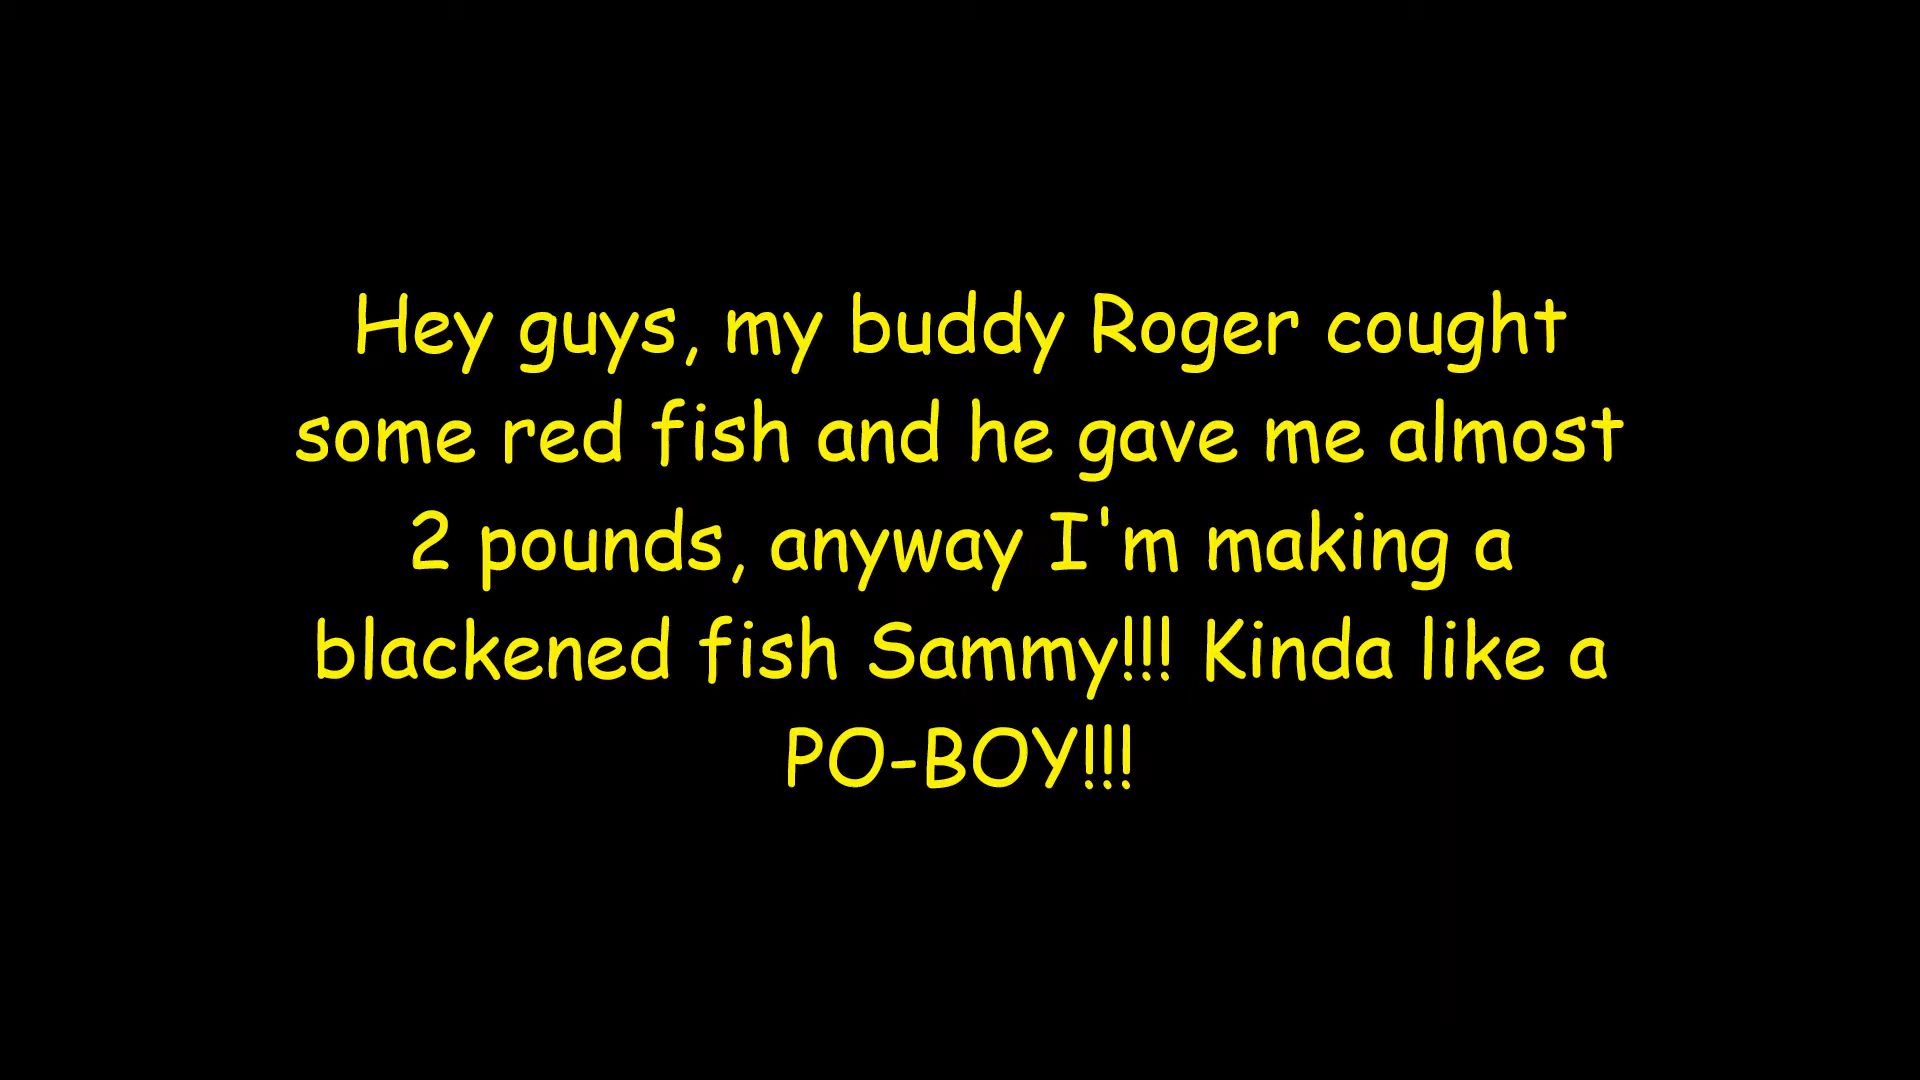 Hey guys, my buddy Roger cought
some red fish and he gave me almost
2 pounds, anyway I'm making a
blackened fish Sammy!!! Kinda like a
PO-BOY!!!